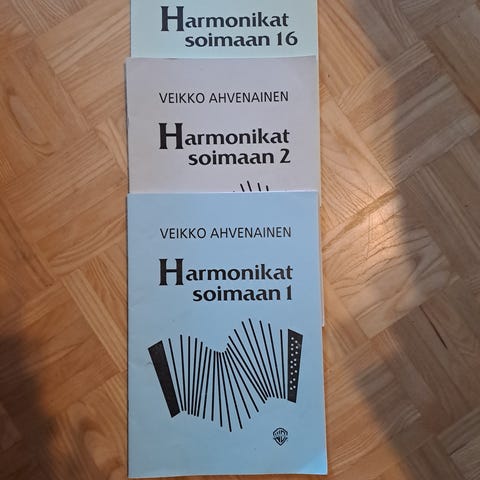 Harmonikat
soimaan 16
VEIKKO AHVENAINEN
Harmonikat
soimaan 2
VEIKKO AHVENAINEN
Harmonikat
soimaan 1